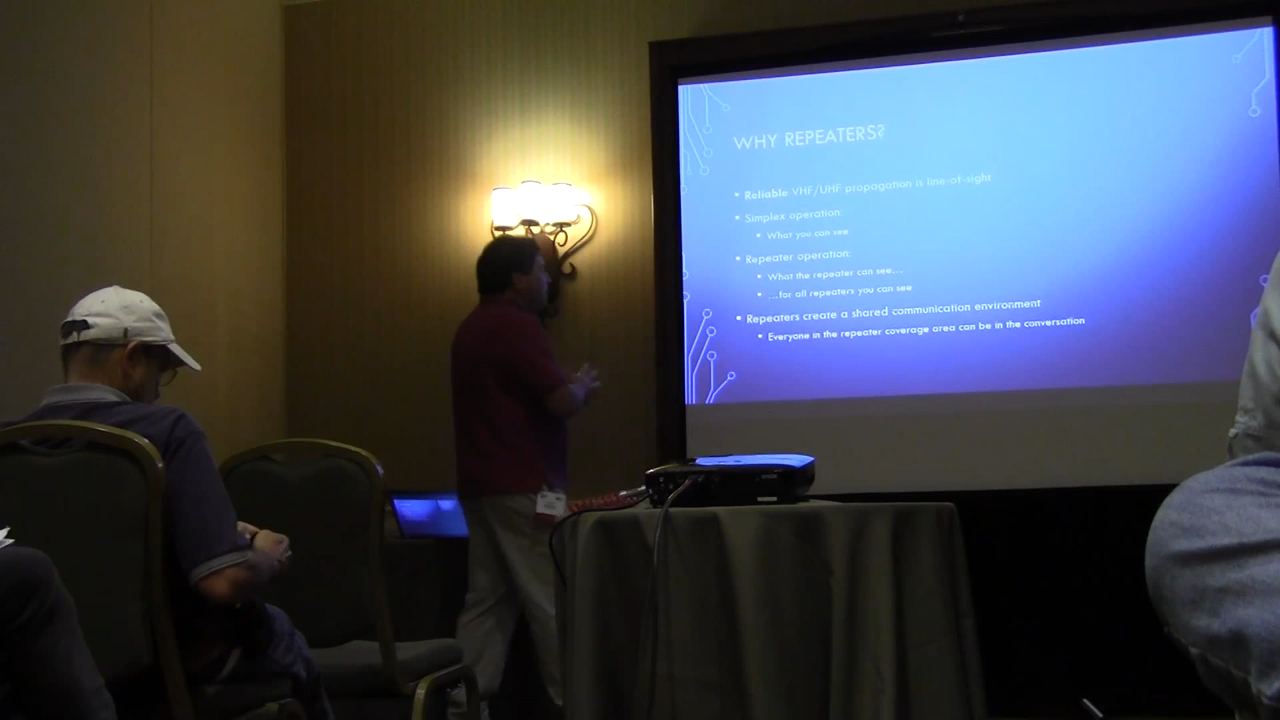 WHY REPEATERS?
• Reliable VHF/UHF propagation is line-of-sight
• Simplex operation:
• What you can see
• Repeater operation:
• What the repeater can see...
• ...for all repeaters you can see
• Repeaters create a shared communication environment
• Everyone in the repeater coverage area can be in the conversation